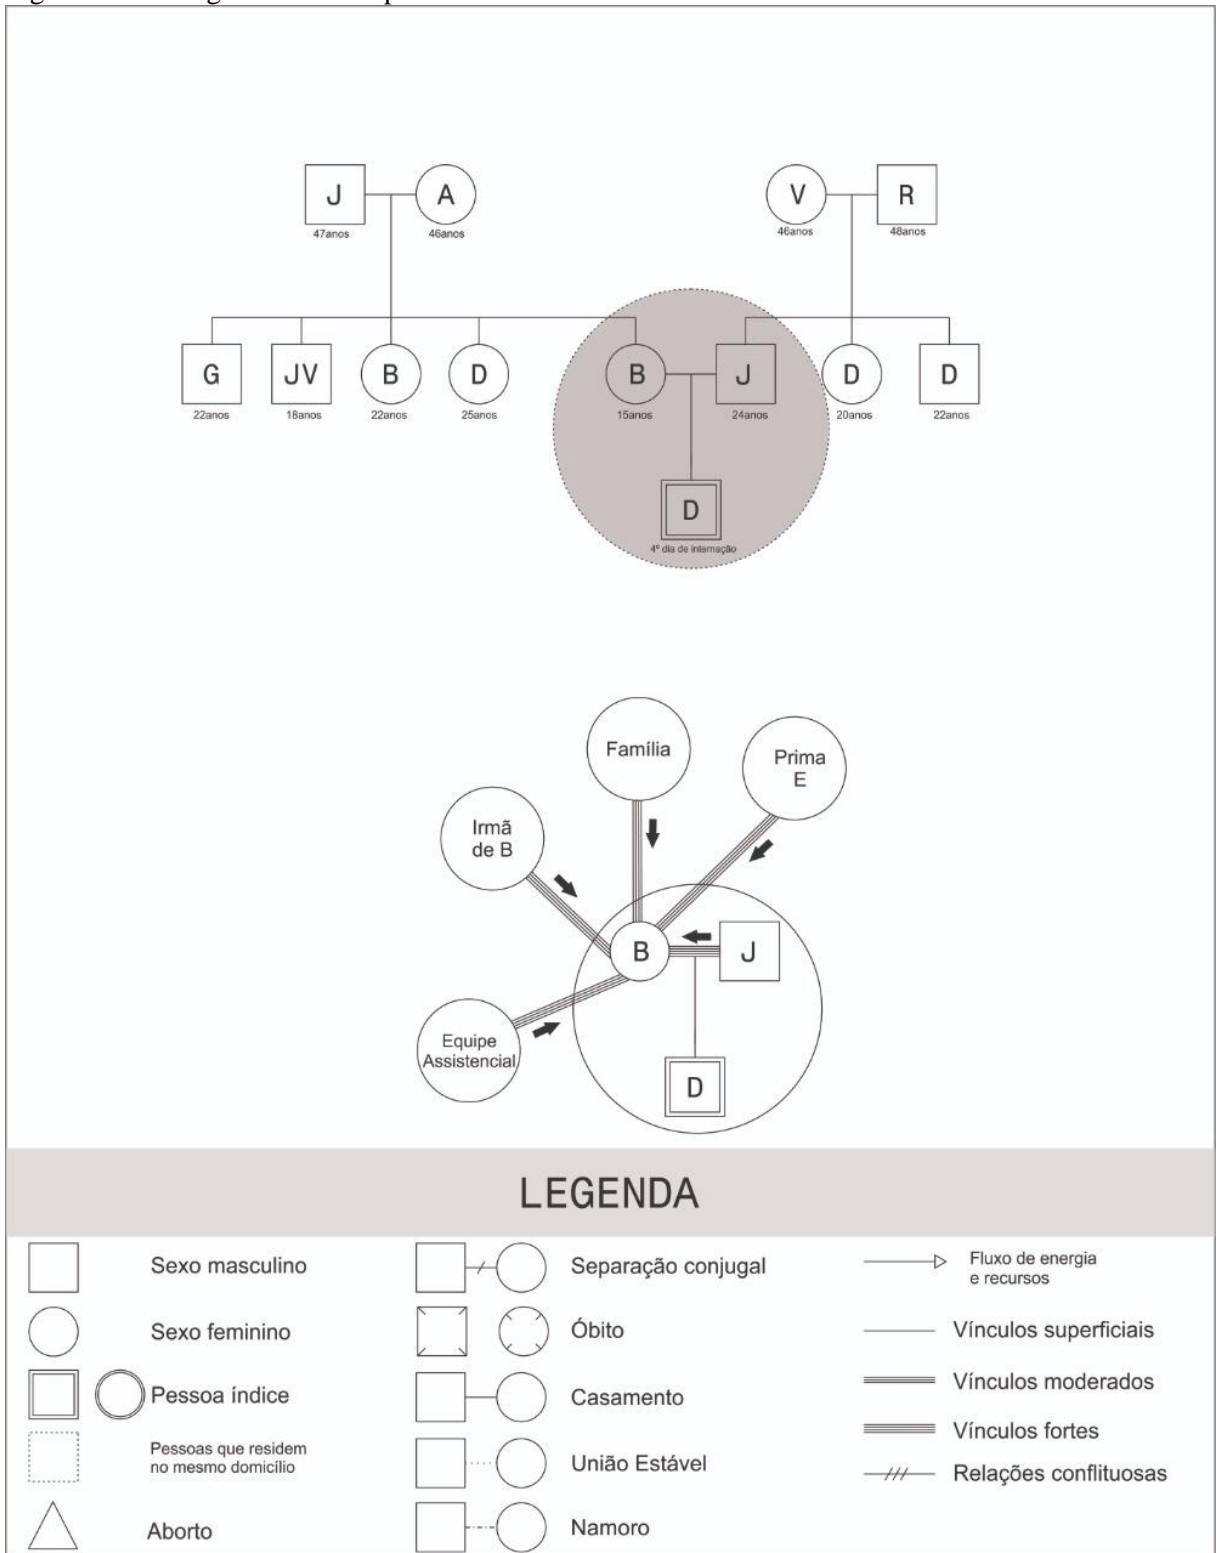 J
A
V
R
47anos
46anos
46anos
48anos
G
JV
B
D
B
J
D
D
22anos
18anos
22anos
25anos
15anos
24anos
20anos
22anos
D
4º dia de internação
Família
Prima
E
Irmã
de B
B
J
Equipe
Assistencial
D
LEGENDA
Sexo masculino
Sexo feminino
Pessoa índice
Pessoas que residem
no mesmo domicílio
Aborto
Separação conjugal
Óbito
Casamento
União Estável
Namoro
Fluxo de energia
e recursos
Vínculos superficiais
Vínculos moderados
Vínculos fortes
Relações conflituosas